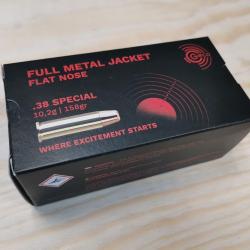 FULL METAL JACKET
FLAT NOSE
.38 SPECIAL
10,2g | 158gr
WHERE EXCITEMENT STARTS